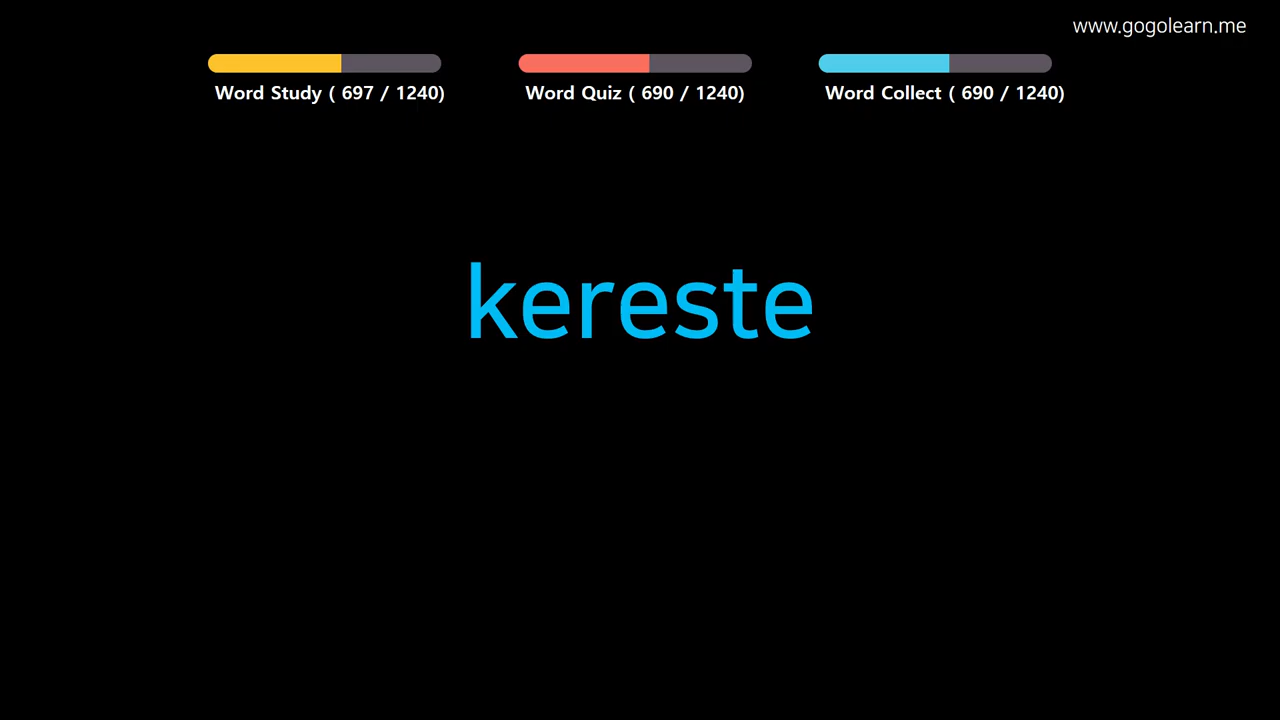 www.gogolearn.me
Word Study ( 697 / 1240)
Word Quiz ( 690 / 1240)
Word Collect ( 690 / 1240)
kereste